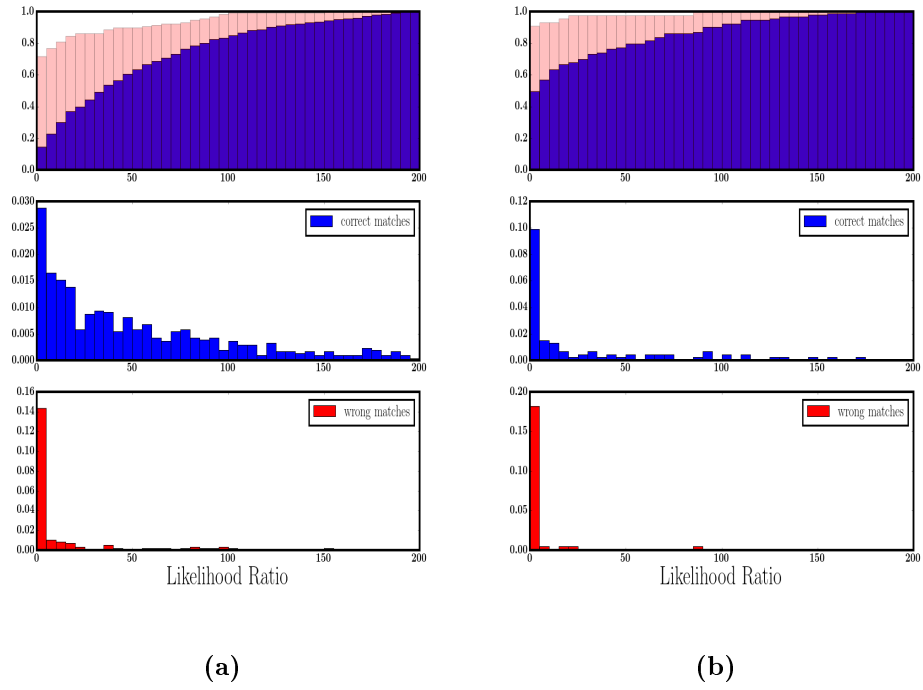 1.0
0.8
0.6
0.4
0.2
0.0
0 50 100 150 200
0.030
0.025
0.020
0.015
0.010
0.005
0.000
correct matches
0 50 100 150 200
0.16
0.14
0.12
0.10
0.08
0.06
0.04
0.02
0.00
wrong matches
0 50 100 150 200
Likelihood Ratio
(a)
1.0
0.8
0.6
0.4
0.2
0.0
0 50 100 150 200
0.12
0.10
0.08
0.06
0.04
0.02
0.00
correct matches
0 50 100 150 200
0.20
0.15
0.10
0.05
0.00
wrong matches
0 50 100 150 200
Likelihood Ratio
(b)